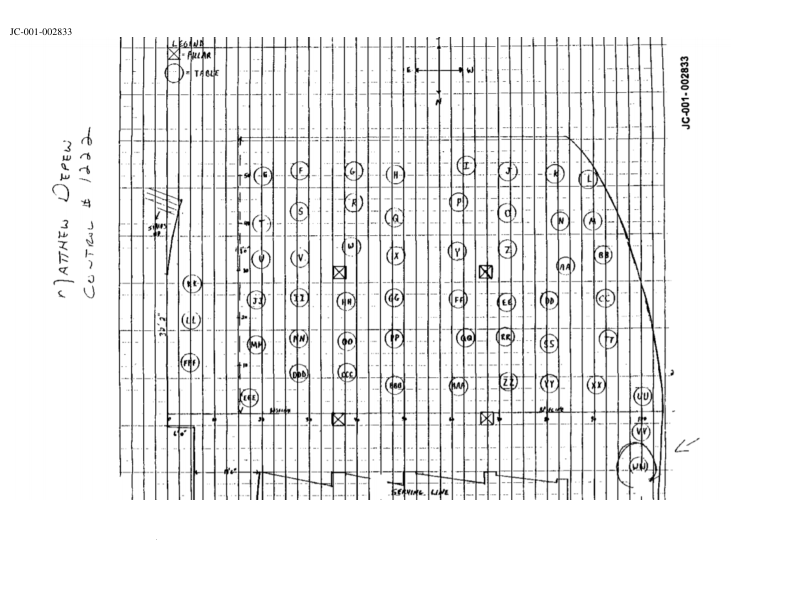 JC-001-002833
LEGEND
= PILLAR
= TABLE
E W
N
JC-001-002833
MATTHEW DEPEW
CONTROL # 1222
STAIRS
UP
F G H I J K L
S R Q P O N M
T U V W X Y Z AA BB
KK JJ II HH GG FF EE DD CC
LL MM NN OO PP QQ RR SS TT
FFF EEE DDD CCC BBB AAA ZZ YY XX
UU
VV
WW
SERVING LINE